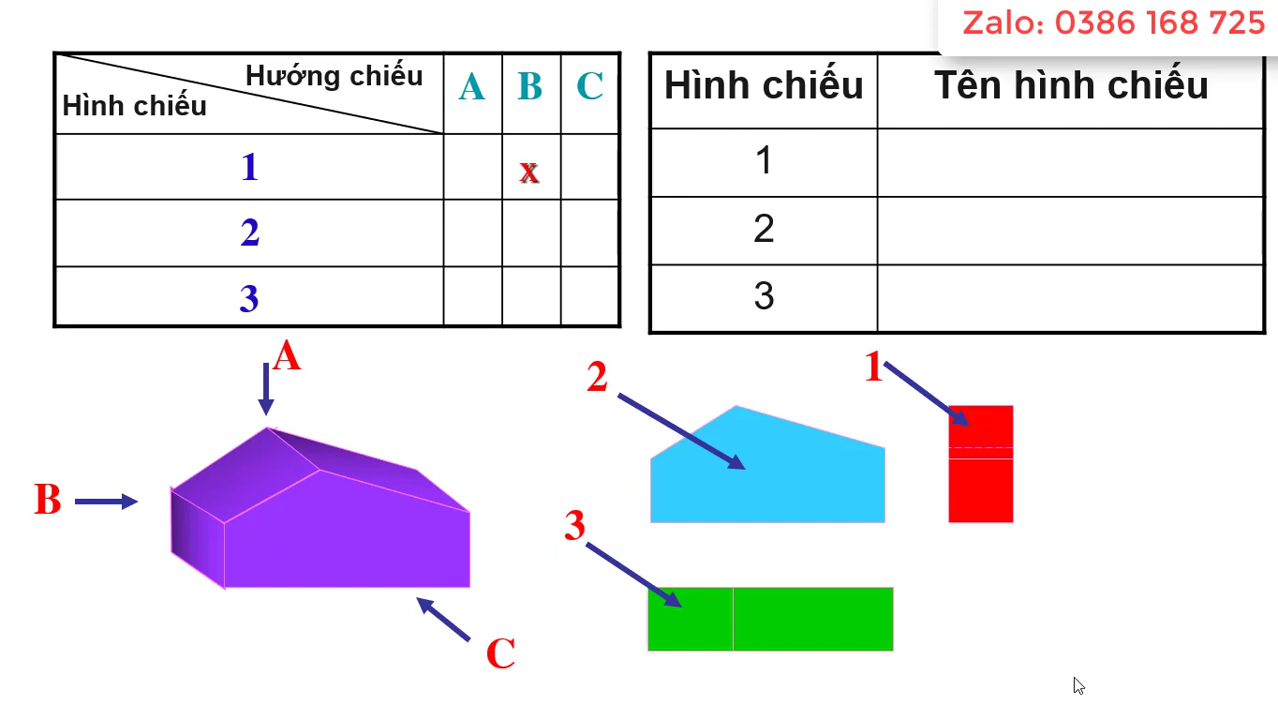 Zalo: 0386 168 725
Hướng chiếu
Hình chiếu
A B C
1 x
2
3
Hình chiếu Tên hình chiếu
1
2
3
A
B
C
2
1
3